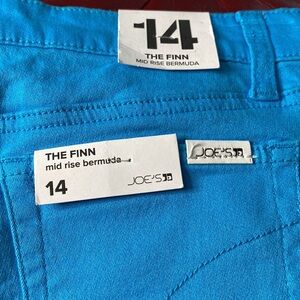 14
THE FINN
MID RISE BERMUDA
THE FINN
mid rise bermuda
14
JOE'S
JOE'S